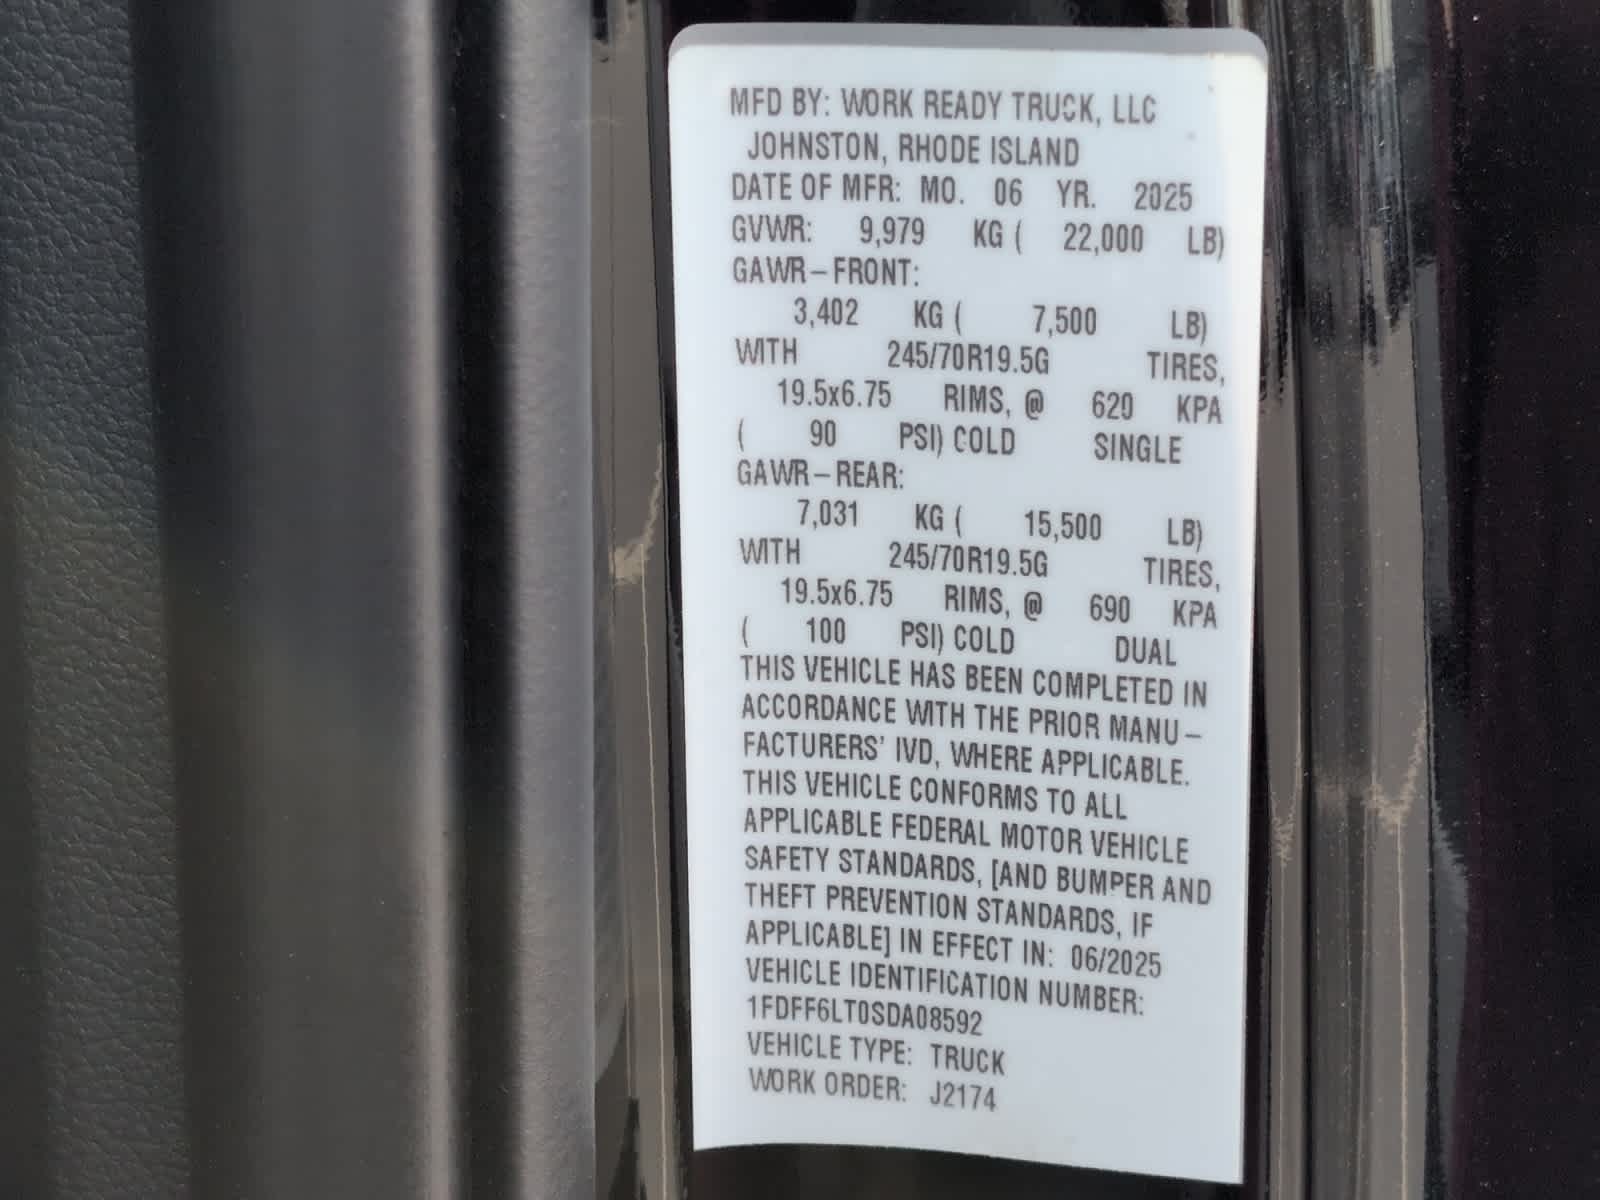 MFD BY: WORK READY TRUCK, LLC
JOHNSTON, RHODE ISLAND
DATE OF MFR: MO. 06 YR. 2025
GVWR: 9,979 KG ( 22,000 LB)
GAWR-FRONT:
3,402 KG ( 7,500 LB)
WITH 245/70R19.5G TIRES,
19.5x6.75 RIMS, @ 620 KPA
( 90 PSI) COLD SINGLE
GAWR-REAR:
7,031 KG ( 15,500 LB)
WITH 245/70R19.5G TIRES,
19.5x6.75 RIMS, @ 690 KPA
( 100 PSI) COLD DUAL
THIS VEHICLE HAS BEEN COMPLETED IN
ACCORDANCE WITH THE PRIOR MANU-
FACTURERS' IVD, WHERE APPLICABLE.
THIS VEHICLE CONFORMS TO ALL
APPLICABLE FEDERAL MOTOR VEHICLE
SAFETY STANDARDS, [AND BUMPER AND
THEFT PREVENTION STANDARDS, IF
APPLICABLE] IN EFFECT IN: 06/2025
VEHICLE IDENTIFICATION NUMBER:
1FDFF6LT0SDA08592
VEHICLE TYPE: TRUCK
WORK ORDER: J2174